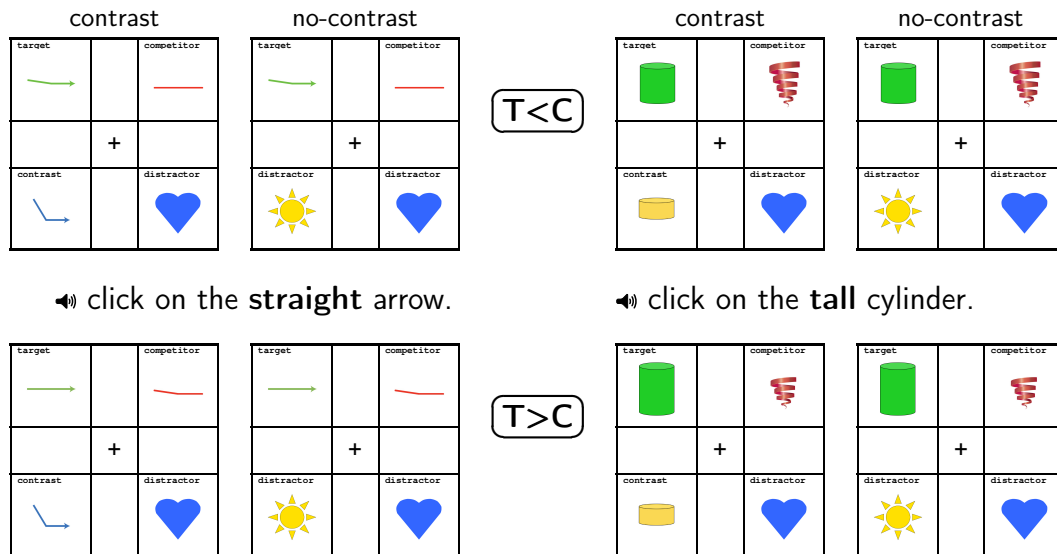 contrast no-contrast contrast no-contrast
target competitor target competitor target competitor target competitor
T<C
+ + + +
contrast distractor distractor distractor contrast distractor distractor distractor
click on the straight arrow. click on the tall cylinder.
target competitor target competitor target competitor target competitor
T>C
+ + + +
contrast distractor distractor distractor contrast distractor distractor distractor